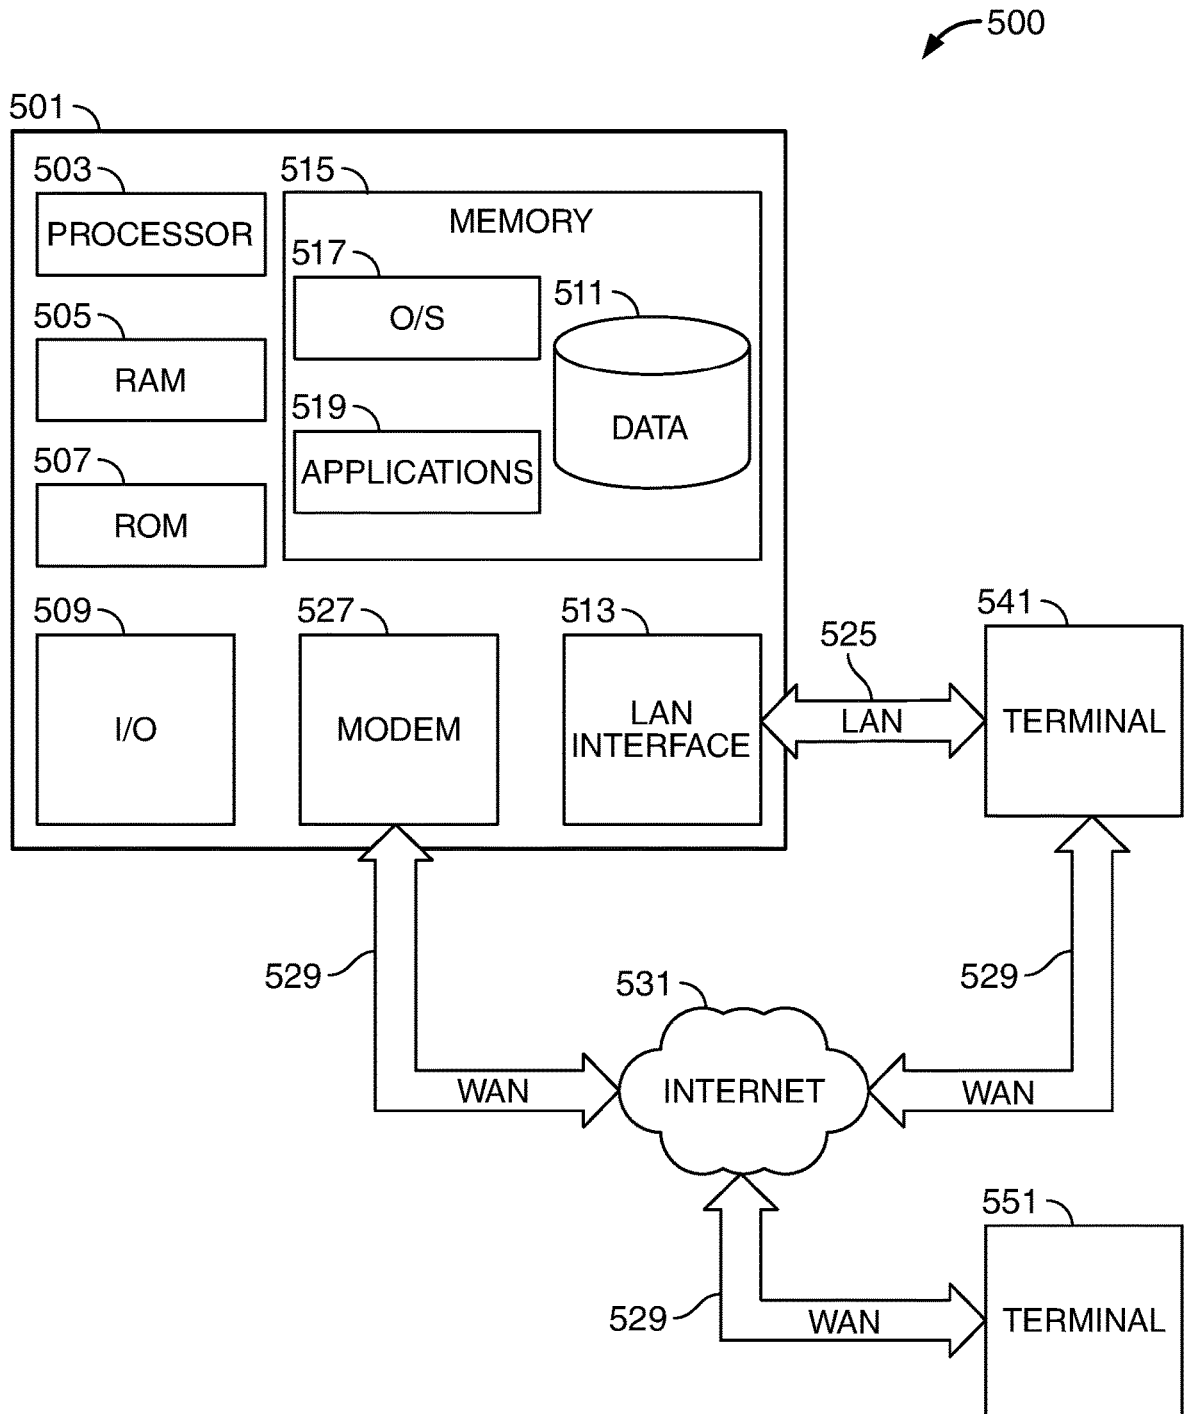 500
501
503
PROCESSOR
505
RAM
507
ROM
515
MEMORY
517
O/S
511
DATA
519
APPLICATIONS
509
I/O
527
MODEM
513
LAN
INTERFACE
525
LAN
541
TERMINAL
529
WAN
531
INTERNET
529
WAN
529
WAN
551
TERMINAL